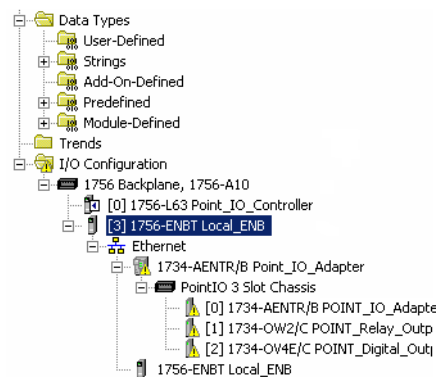 Data Types
User-Defined
Strings
Add-On-Defined
Predefined
Module-Defined
Trends
I/O Configuration
1756 Backplane, 1756-A10
[0] 1756-L63 Point_IO_Controller
[3] 1756-ENBT Local_ENB
Ethernet
1734-AENTR/B Point_IO_Adapter
PointIO 3 Slot Chassis
[0] 1734-AENTR/B POINT_IO_Adapte
[1] 1734-OW2/C POINT_Relay_Outp
[2] 1734-OV4E/C POINT_Digital_Outp
1756-ENBT Local_ENB